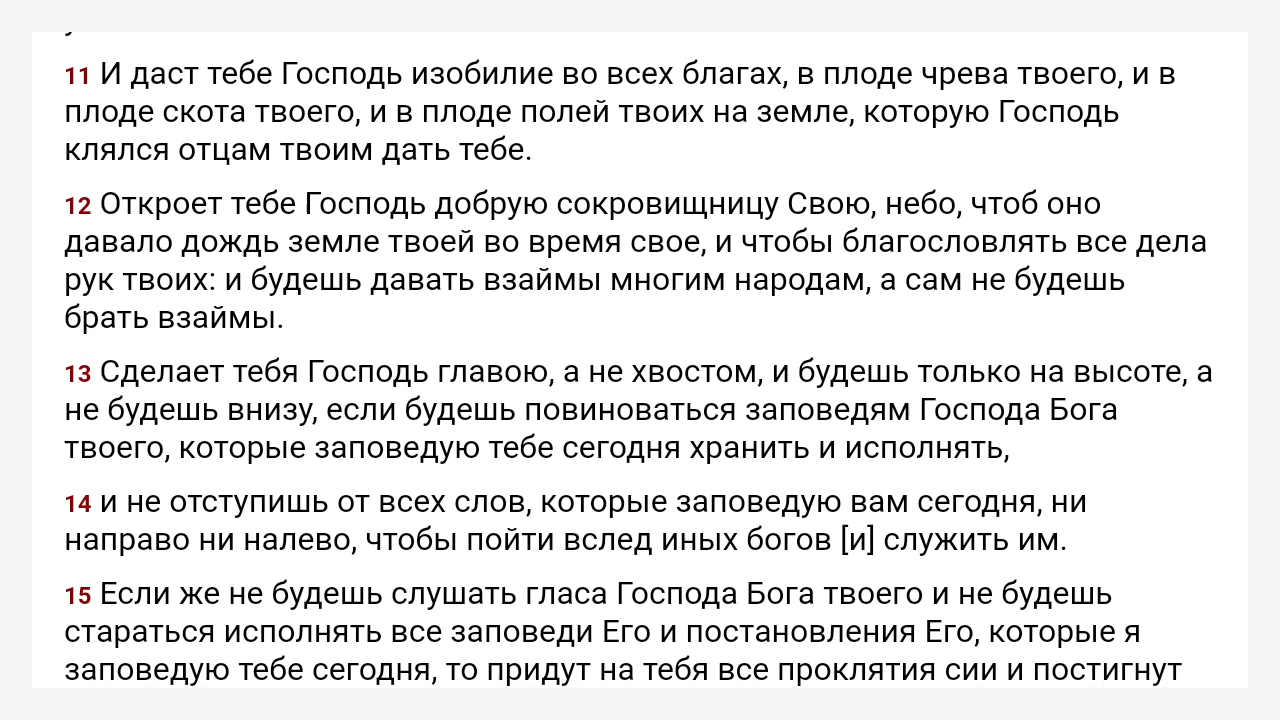 11 И даст тебе Господь изобилие во всех благах, в плоде чрева твоего, и в
плоде скота твоего, и в плоде полей твоих на земле, которую Господь
клялся отцам твоим дать тебе.
12 Откроет тебе Господь добрую сокровищницу Свою, небо, чтоб оно
давало дождь земле твоей во время свое, и чтобы благословлять все дела
рук твоих: и будешь давать взаймы многим народам, а сам не будешь
брать взаймы.
13 Сделает тебя Господь главою, а не хвостом, и будешь только на высоте, а
не будешь внизу, если будешь повиноваться заповедям Господа Бога
твоего, которые заповедую тебе сегодня хранить и исполнять,
14 и не отступишь от всех слов, которые заповедую вам сегодня, ни
направо ни налево, чтобы пойти вслед иных богов [и] служить им.
15 Если же не будешь слушать гласа Господа Бога твоего и не будешь
стараться исполнять все заповеди Его и постановления Его, которые я
заповедую тебе сегодня, то придут на тебя все проклятия сии и постигнут